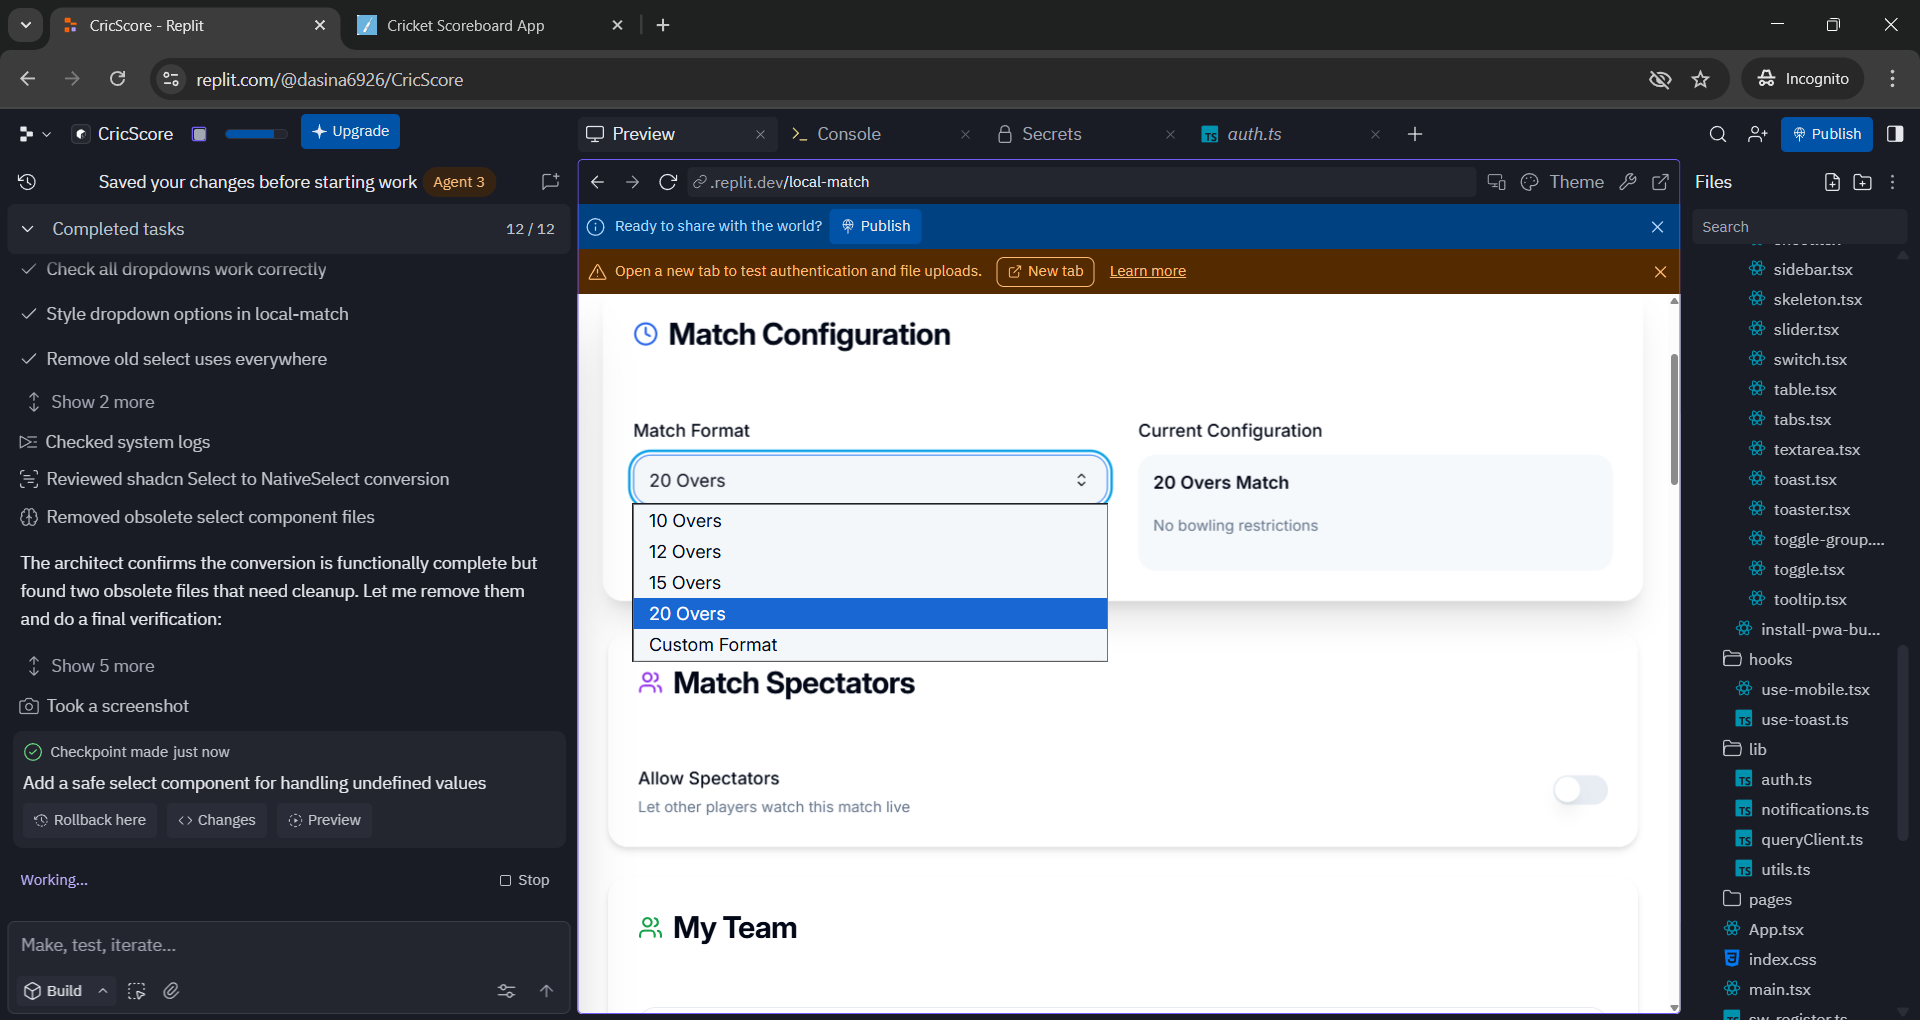 CricScore - Replit
Cricket Scoreboard App
replit.com/@dasina6926/CricScore
Incognito
CricScore
Upgrade
Preview
Console
Secrets
auth.ts
Publish
Saved your changes before starting work
Agent 3
.replit.dev/local-match
Theme
Files
Completed tasks
12 / 12
Ready to share with the world?
Publish
Search
Check all dropdowns work correctly
Open a new tab to test authentication and file uploads.
New tab
Learn more
Style dropdown options in local-match
Remove old select uses everywhere
Show 2 more
Checked system logs
Reviewed shadcn Select to NativeSelect conversion
Removed obsolete select component files
The architect confirms the conversion is functionally complete but
found two obsolete files that need cleanup. Let me remove them
and do a final verification:
Show 5 more
Took a screenshot
Checkpoint made just now
Add a safe select component for handling undefined values
Rollback here
Changes
Preview
Working...
Stop
Make, test, iterate...
Build
Match Configuration
Match Format
20 Overs
10 Overs
12 Overs
15 Overs
20 Overs
Custom Format
Current Configuration
20 Overs Match
No bowling restrictions
Match Spectators
Allow Spectators
Let other players watch this match live
My Team
sidebar.tsx
skeleton.tsx
slider.tsx
switch.tsx
table.tsx
tabs.tsx
textarea.tsx
toast.tsx
toaster.tsx
toggle-group....
toggle.tsx
tooltip.tsx
install-pwa-bu...
hooks
use-mobile.tsx
use-toast.ts
lib
auth.ts
notifications.ts
queryClient.ts
utils.ts
pages
App.tsx
index.css
main.tsx